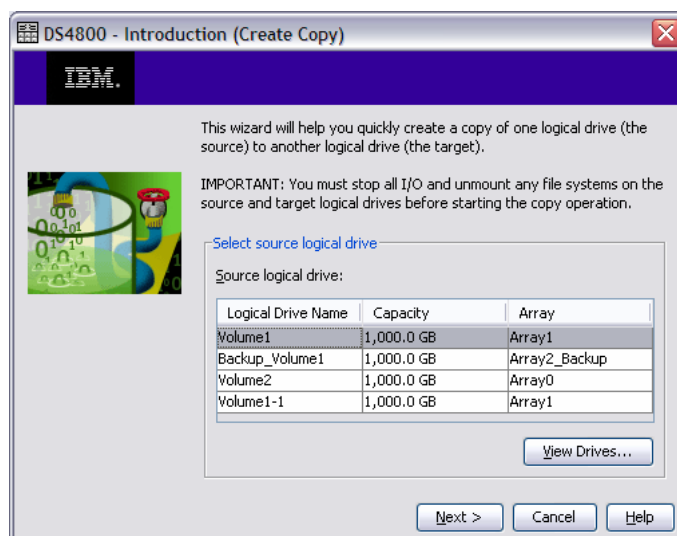 DS4800 - Introduction (Create Copy)
IBM.
This wizard will help you quickly create a copy of one logical drive (the
source) to another logical drive (the target).
IMPORTANT: You must stop all I/O and unmount any file systems on the
source and target logical drives before starting the copy operation.
Select source logical drive
Source logical drive:
Logical Drive Name Capacity Array
Volume1 1,000.0 GB Array1
Backup_Volume1 1,000.0 GB Array2_Backup
Volume2 1,000.0 GB Array0
Volume1-1 1,000.0 GB Array1
View Drives...
Next > Cancel Help